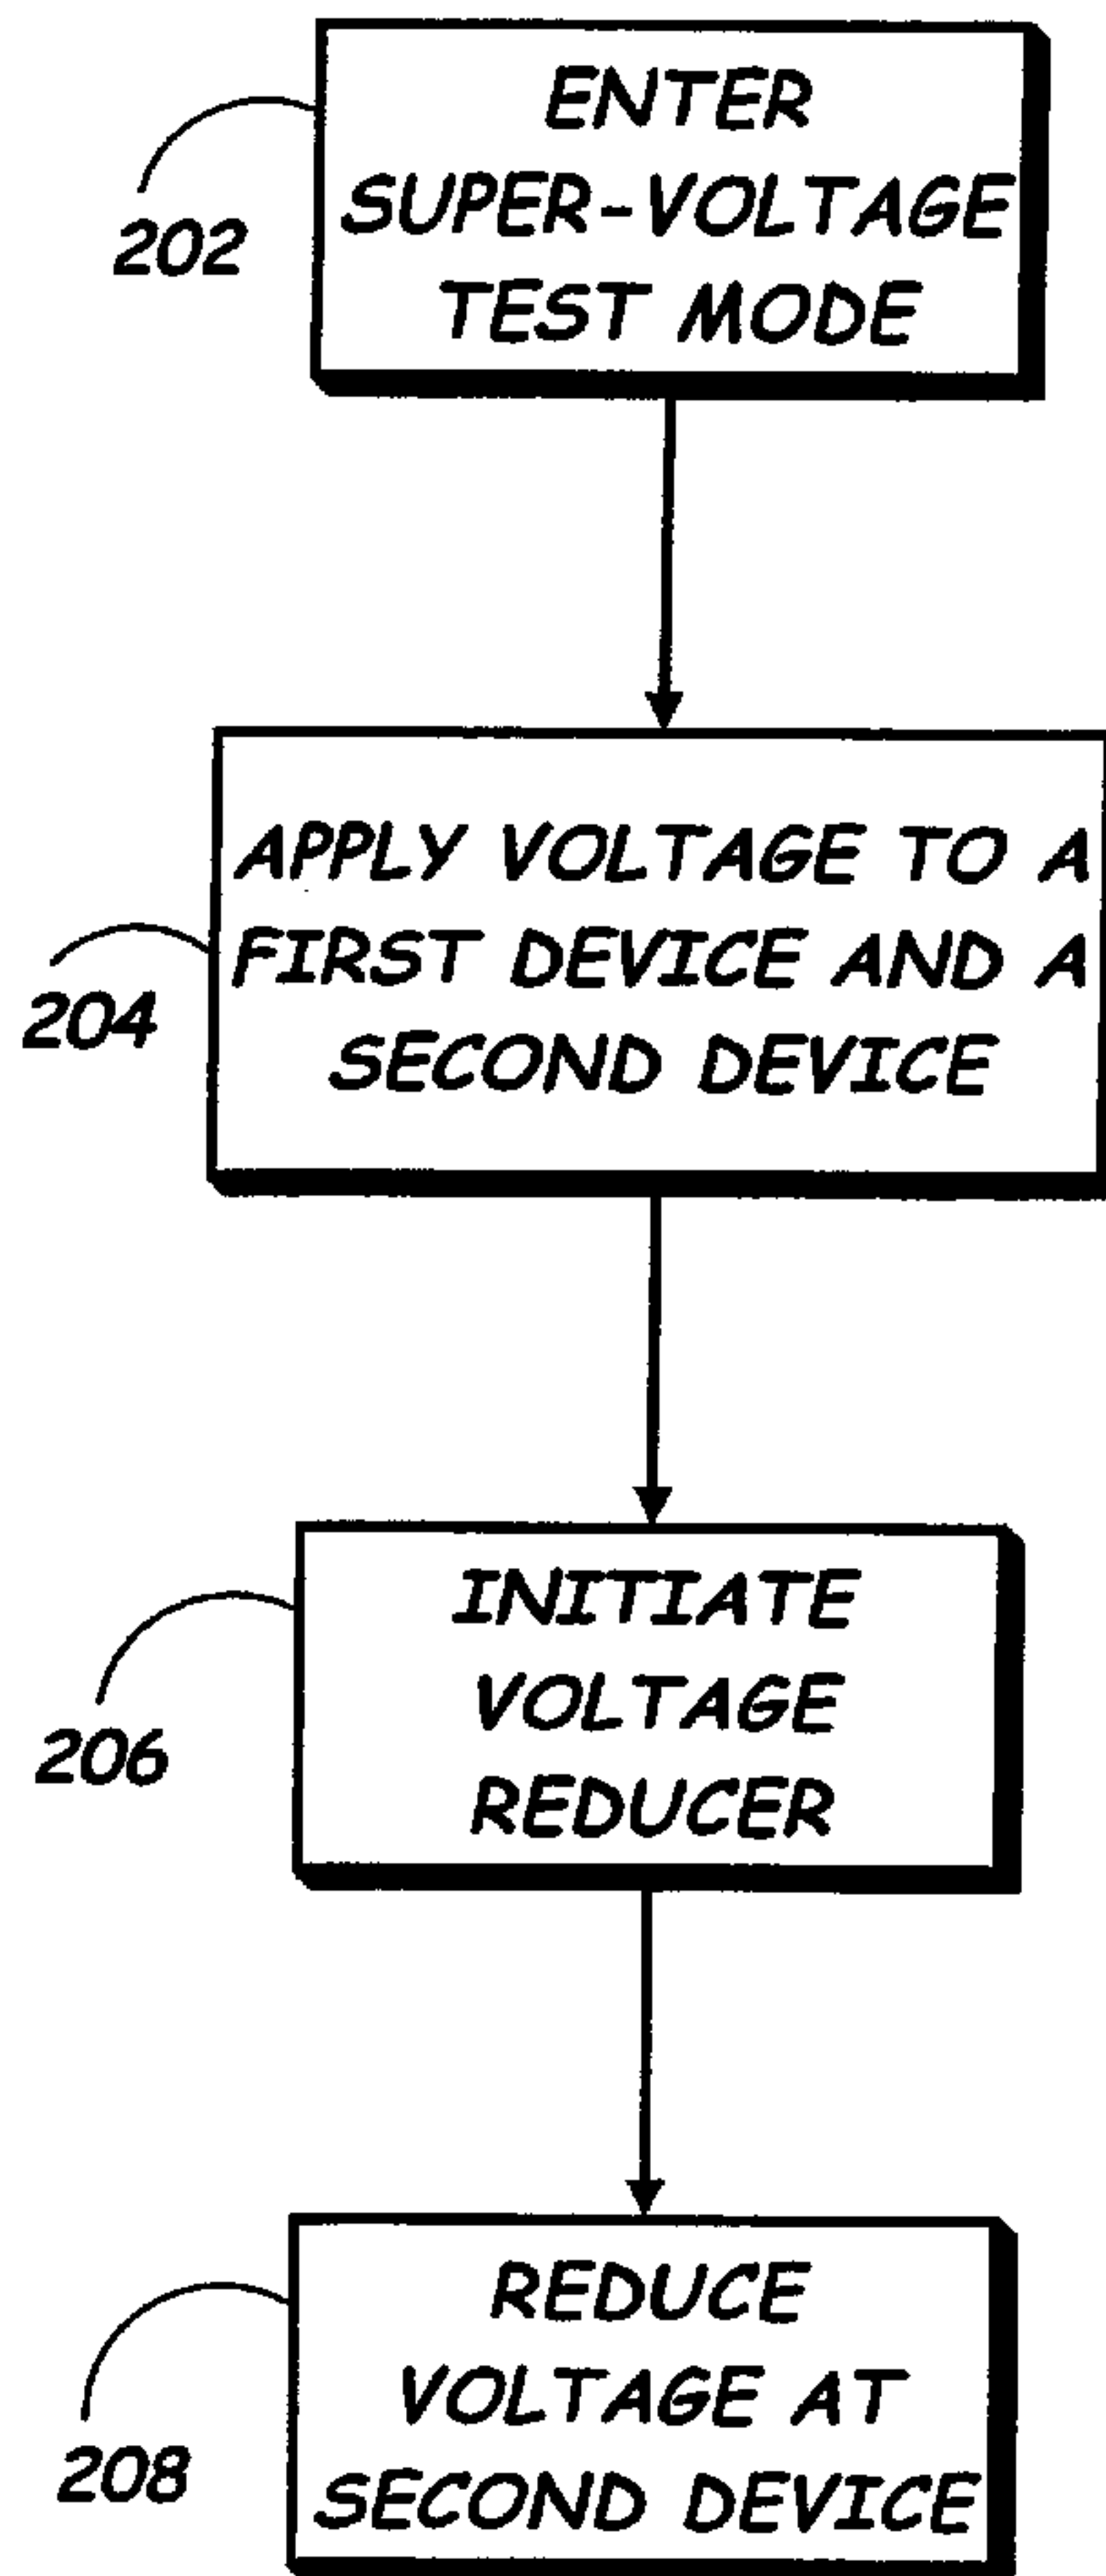 ENTER
SUPER-VOLTAGE
TEST MODE
202
APPLY VOLTAGE TO A
FIRST DEVICE AND A
SECOND DEVICE
204
INITIATE
VOLTAGE
REDUCER
206
REDUCE
VOLTAGE AT
SECOND DEVICE
208